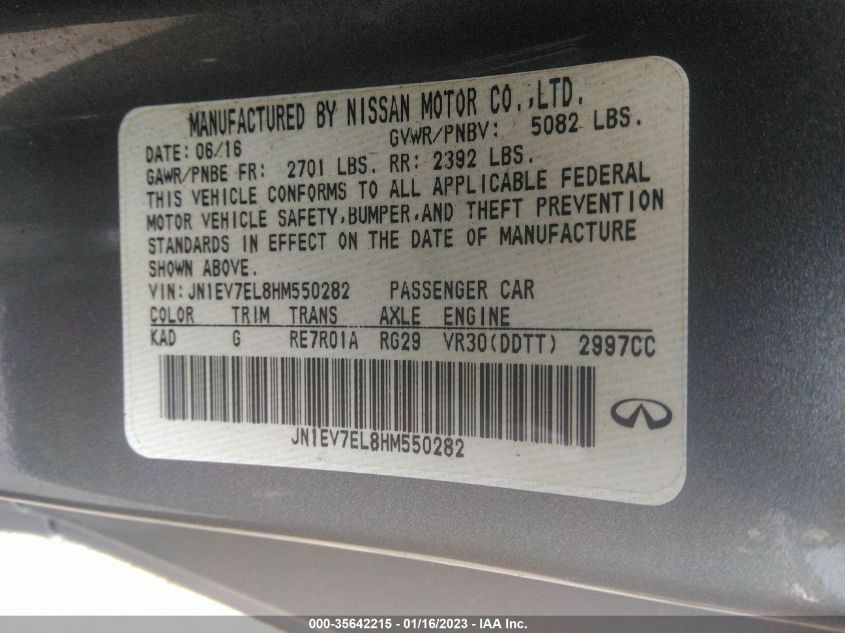 MANUFACTURED BY NISSAN MOTOR CO.,LTD.
DATE: 06/16 GVWR/PNBV: 5082 LBS.
GAWR/PNBE FR: 2701 LBS. RR: 2392 LBS.
THIS VEHICLE CONFORMS TO ALL APPLICABLE FEDERAL
MOTOR VEHICLE SAFETY,BUMPER,AND THEFT PREVENTION
STANDARDS IN EFFECT ON THE DATE OF MANUFACTURE
SHOWN ABOVE.
VIN:JN1EV7EL8HM550282 PASSENGER CAR
COLOR TRIM TRANS AXLE ENGINE
KAD G RE7R01A RG29 VR30(DDTT) 2997CC
JN1EV7EL8HM550282
000-35642215 - 01/16/2023 - IAA Inc.